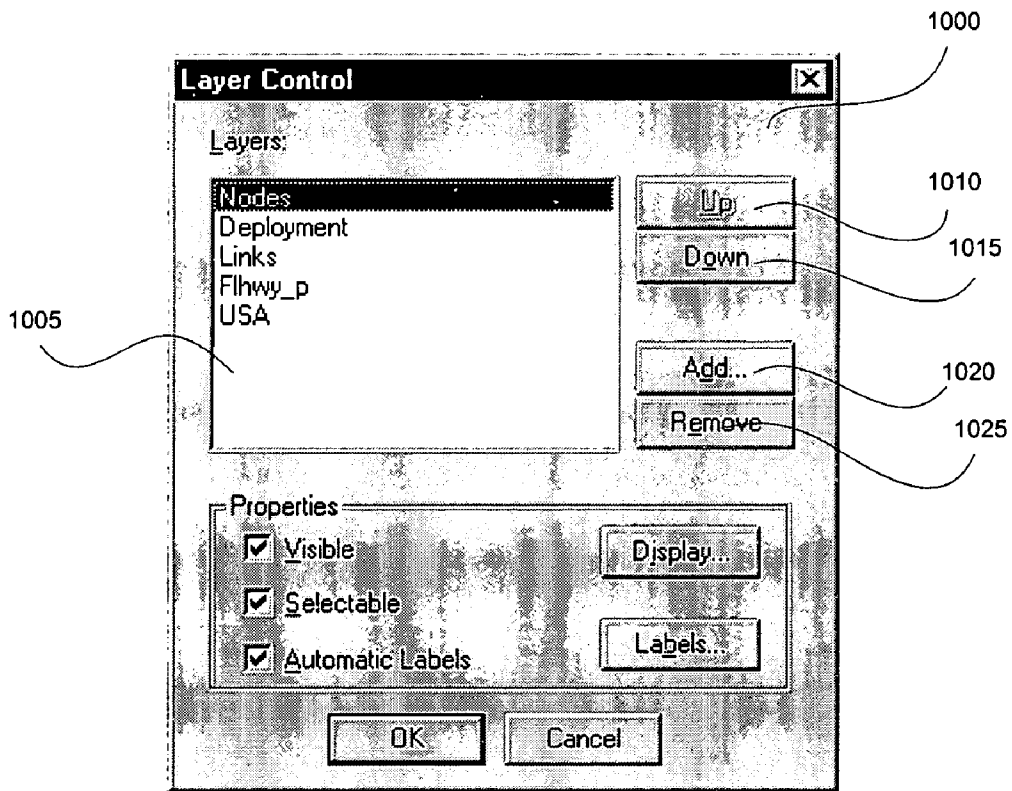 1000
Layer Control
Layers:
Nodes
Deployment
Links
Flhwy_p
USA
Up
Down
Add...
Remove
1010
1015
1005
1020
1025
Properties
Visible
Selectable
Automatic Labels
Display...
Labels...
OK
Cancel